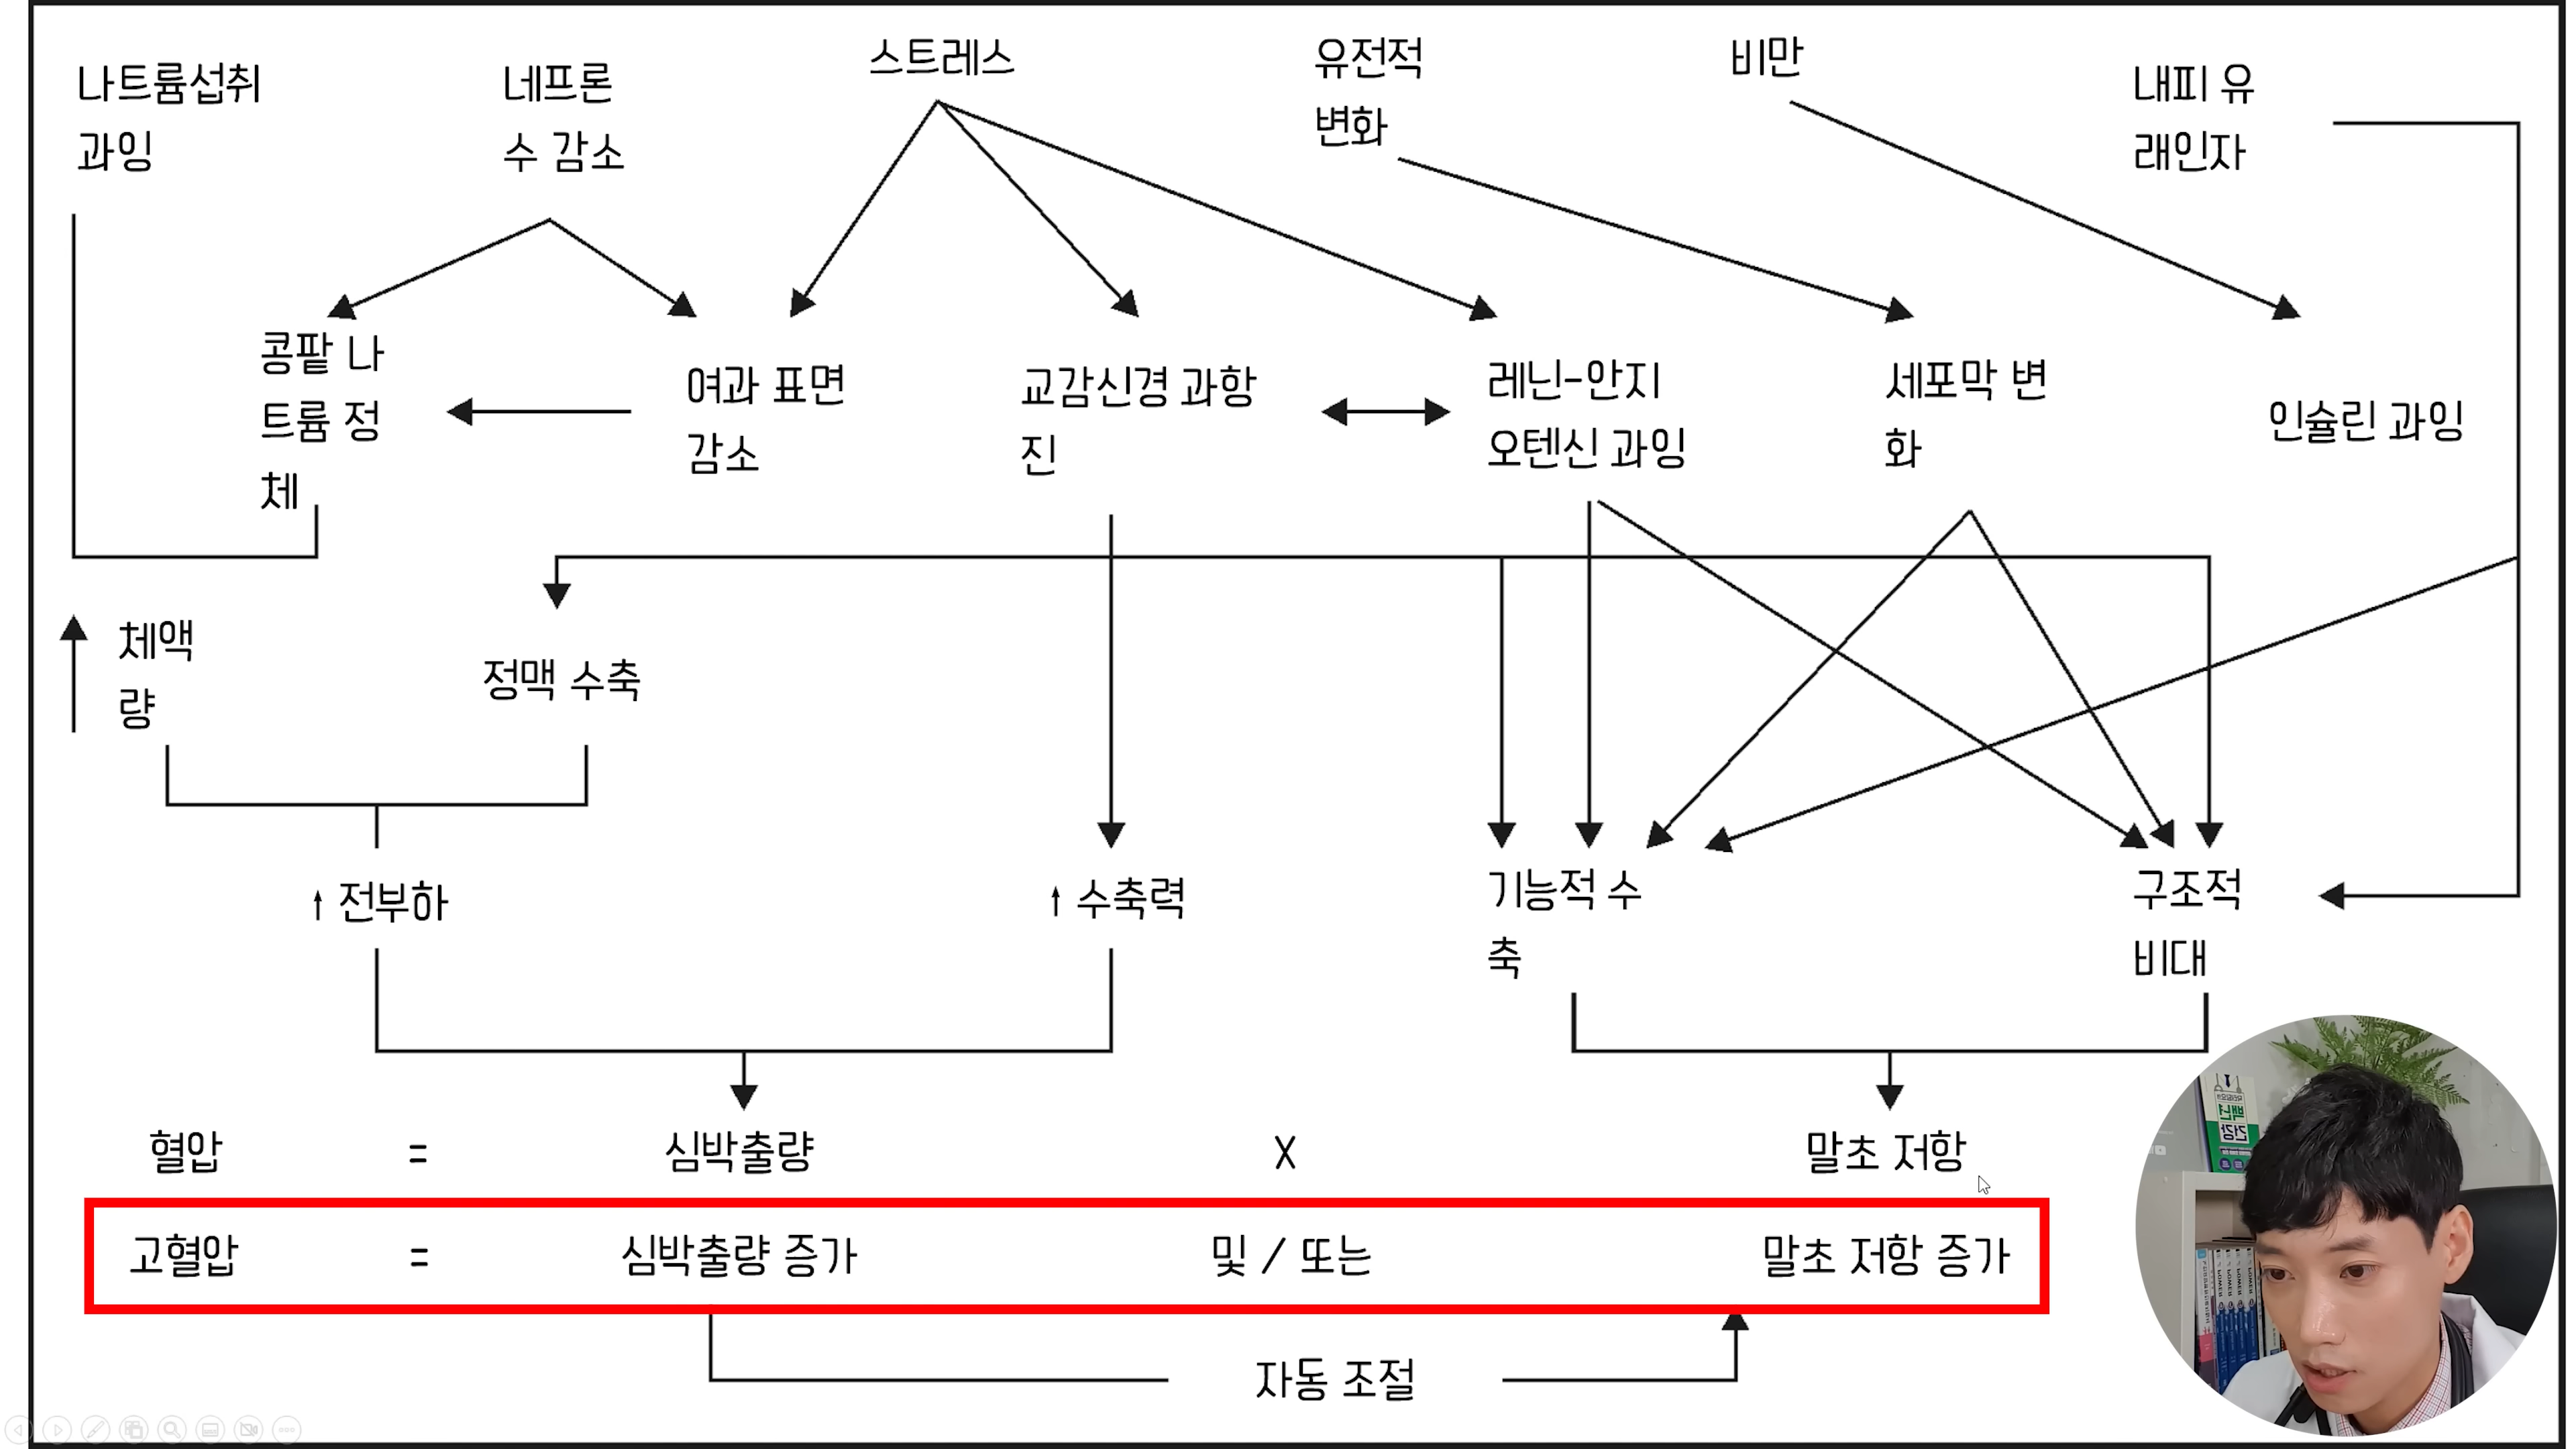 나트륨섭취
과잉
네프론
수 감소
스트레스
유전적
변화
비만
내피 유
래인자
콩팥 나
트륨 정
체
여과 표면
감소
교감신경 과항
진
레닌-안지
오텐신 과잉
세포막 변
화
인슐린 과잉
체액
량
정맥 수축
↑ 전부하
↑ 수축력
기능적 수
축
구조적
비대
혈압 = 심박출량 X 말초 저항
고혈압 = 심박출량 증가 및 / 또는 말초 저항 증가
자동 조절